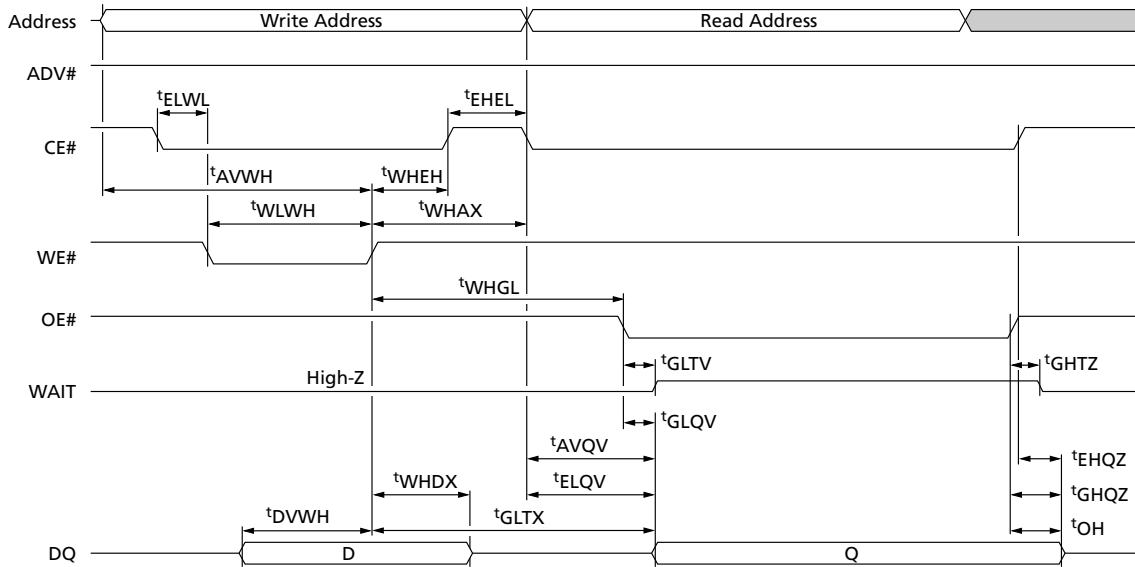 Address Write Address Read Address
ADV#
tELWL tEHEL
CE#
tAVWH tWHEH
tWLWH tWHAX
WE#
tWHGL
OE#
tGLTV tGHTZ
High-Z
WAIT
tGLQV
tAVQV tEHQZ
tWHDX tELQV tGHQZ
tDVWH tGLTX tOH
DQ D Q